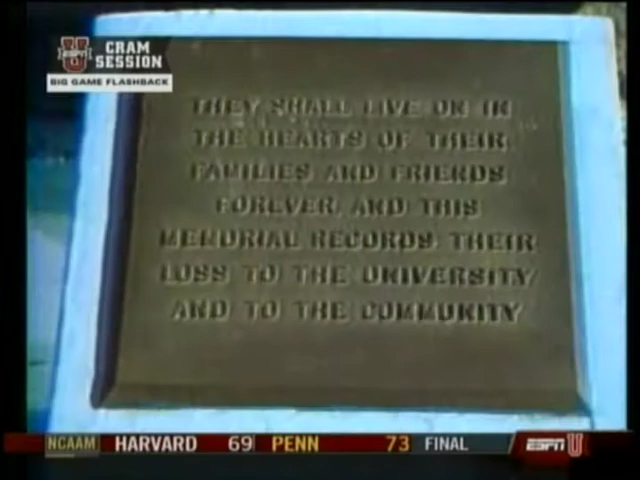 U
ESPN
CRAM
SESSION
BIG GAME FLASHBACK
THEY SHALL LIVE ON IN
THE HEARTS OF THEIR
FAMILIES AND FRIENDS
FOREVER AND THIS
MEMORIAL RECORDS THEIR
LOSS TO THE UNIVERSITY
AND TO THE COMMUNITY
NCAAM HARVARD 69 PENN 73 FINAL ESPN U